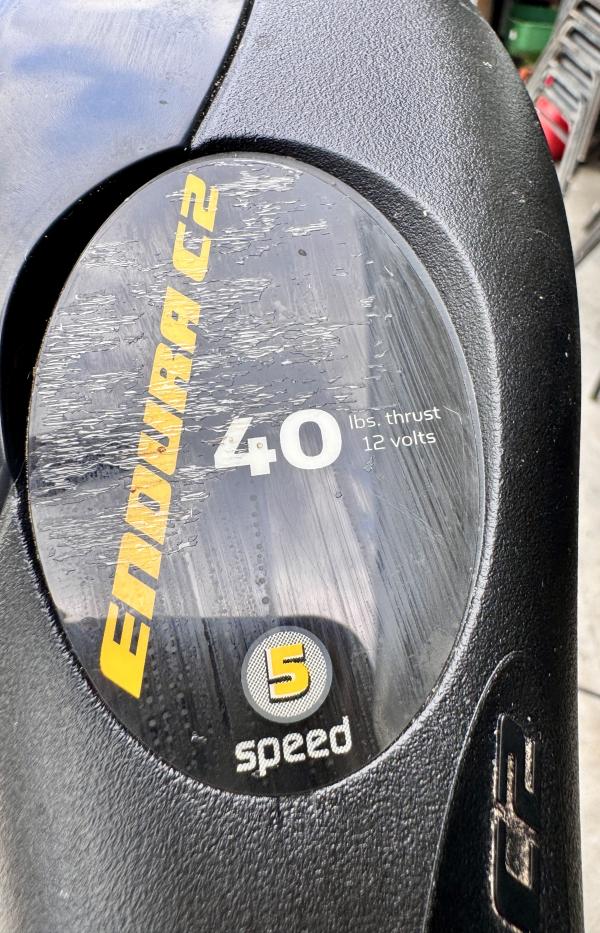 ENDURA C2
40
lbs. thrust
12 volts
5
speed
C2